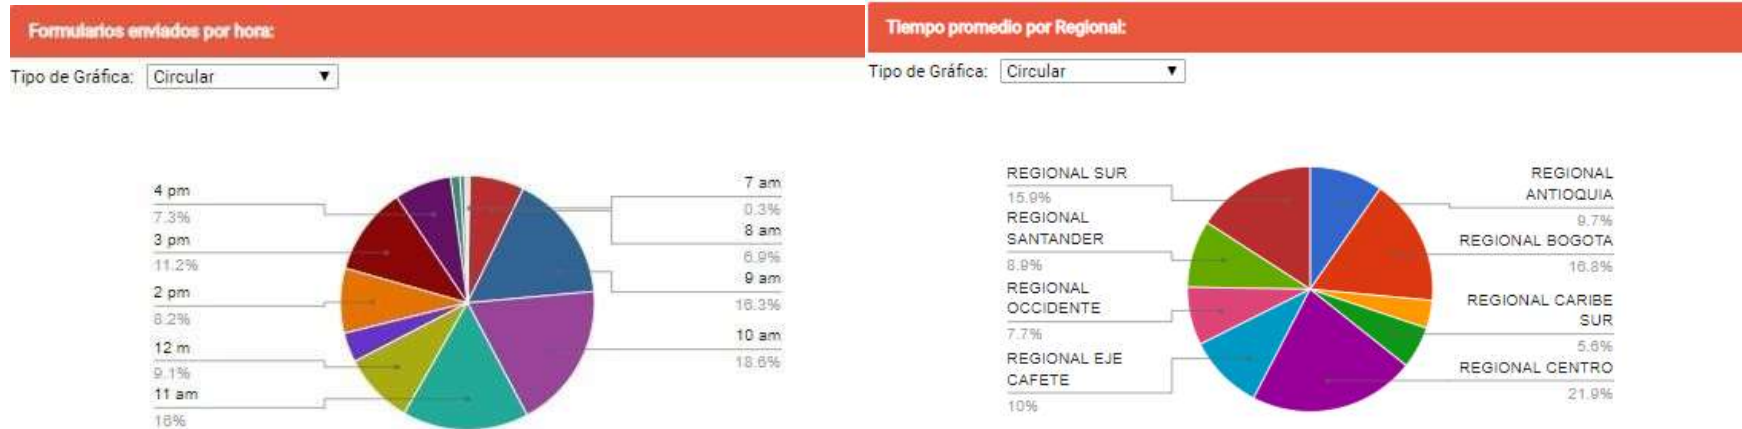 Formularios enviados por hora:
Tipo de Gráfica: Circular
4 pm
7.3%
3 pm
11.2%
2 pm
8.2%
12 m
9.1%
11 am
16%
7 am
0.3%
8 am
6.9%
9 am
16.3%
10 am
18.6%
Tiempo promedio por Regional:
Tipo de Gráfica: Circular
REGIONAL SUR
15.9%
REGIONAL
SANTANDER
8.9%
REGIONAL
OCCIDENTE
7.7%
REGIONAL EJE
CAFETE
10%
REGIONAL
ANTIOQUIA
9.7%
REGIONAL BOGOTA
16.8%
REGIONAL CARIBE
SUR
5.6%
REGIONAL CENTRO
21.9%